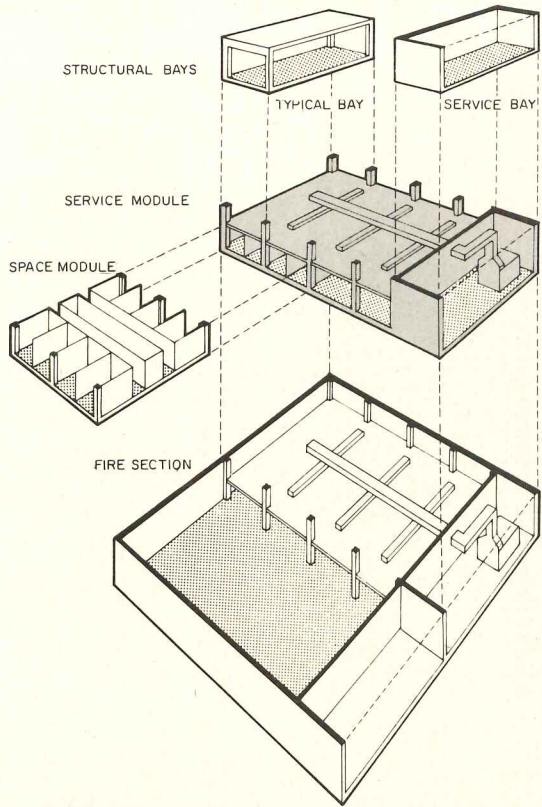 STRUCTURAL BAYS
TYPICAL BAY
SERVICE BAY
SERVICE MODULE
SPACE MODULE
FIRE SECTION